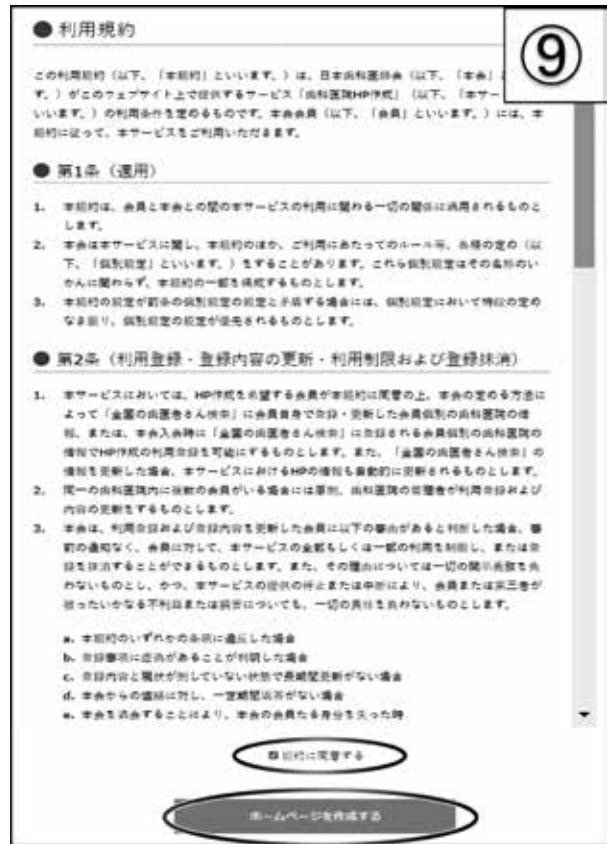 ⑨
● 利用規約
この利用規約（以下、「本規約」といいます。）は、日本歯科医師会（以下、「本会」
す。）がこのウェブサイト上で提供するサービス「歯科医院HP作成」（以下、「本サー
いいます。）の利用条件を定めるものです。本会会員（以下、「会員」といいます。）には、本
規約に従って、本サービスをご利用いただきます。
● 第1条（適用）
1. 本規約は、会員と本会との間の本サービスの利用に関わる一切の関係に適用されるものと
します。
2. 本会は本サービスに関し、本規約のほか、ご利用にあたってのルール等、各種の定め（以
下、「個別規定」といいます。）をすることがあります。これら個別規定はその名称のい
かんに関わらず、本規約の一部を構成するものとします。
3. 本規約の規定が前条の個別規定の規定と矛盾する場合には、個別規定において特段の定め
なき限り、個別規定の規定が優先されるものとします。
● 第2条（利用登録・登録内容の更新・利用制限および登録抹消）
1. 本サービスにおいては、HP作成を希望する会員が本規約に同意の上、本会の定める方法に
よって「全国の歯医者さん検索」に会員自身で登録・更新した会員個別の歯科医院の情
報、または、本会入会時に「全国の歯医者さん検索」に登録される会員個別の歯科医院の
情報でHP作成の利用登録を可能にするものとします。また、「全国の歯医者さん検索」の
情報を更新した場合、本サービスにおけるHPの情報も自動的に更新されるものとします。
2. 同一の歯科医院内に複数の会員がいる場合には原則、歯科医院の管理者が利用登録および
内容の更新をするものとします。
3. 本会は、利用登録および登録内容を更新した会員に以下の事由があると判断した場合、事
前の通知なく、会員に対して、本サービスの全部もしくは一部の利用を制限し、または登
録を抹消することができるものとします。また、その理由については一切の開示義務を負
わないものとし、かつ、本サービスの提供の停止または中断により、会員または第三者が
被ったいかなる不利益または損害についても、一切の責任を負わないものとします。
a. 本規約のいずれかの条項に違反した場合
b. 登録事項に虚偽があることが判明した場合
c. 登録内容と現状が則していない状態で長期間更新がない場合
d. 本会からの連絡に対し、一定期間返答がない場合
e. 本会を退会することにより、本会の会員たる身分を失った時
規約に同意する
ホームページを作成する